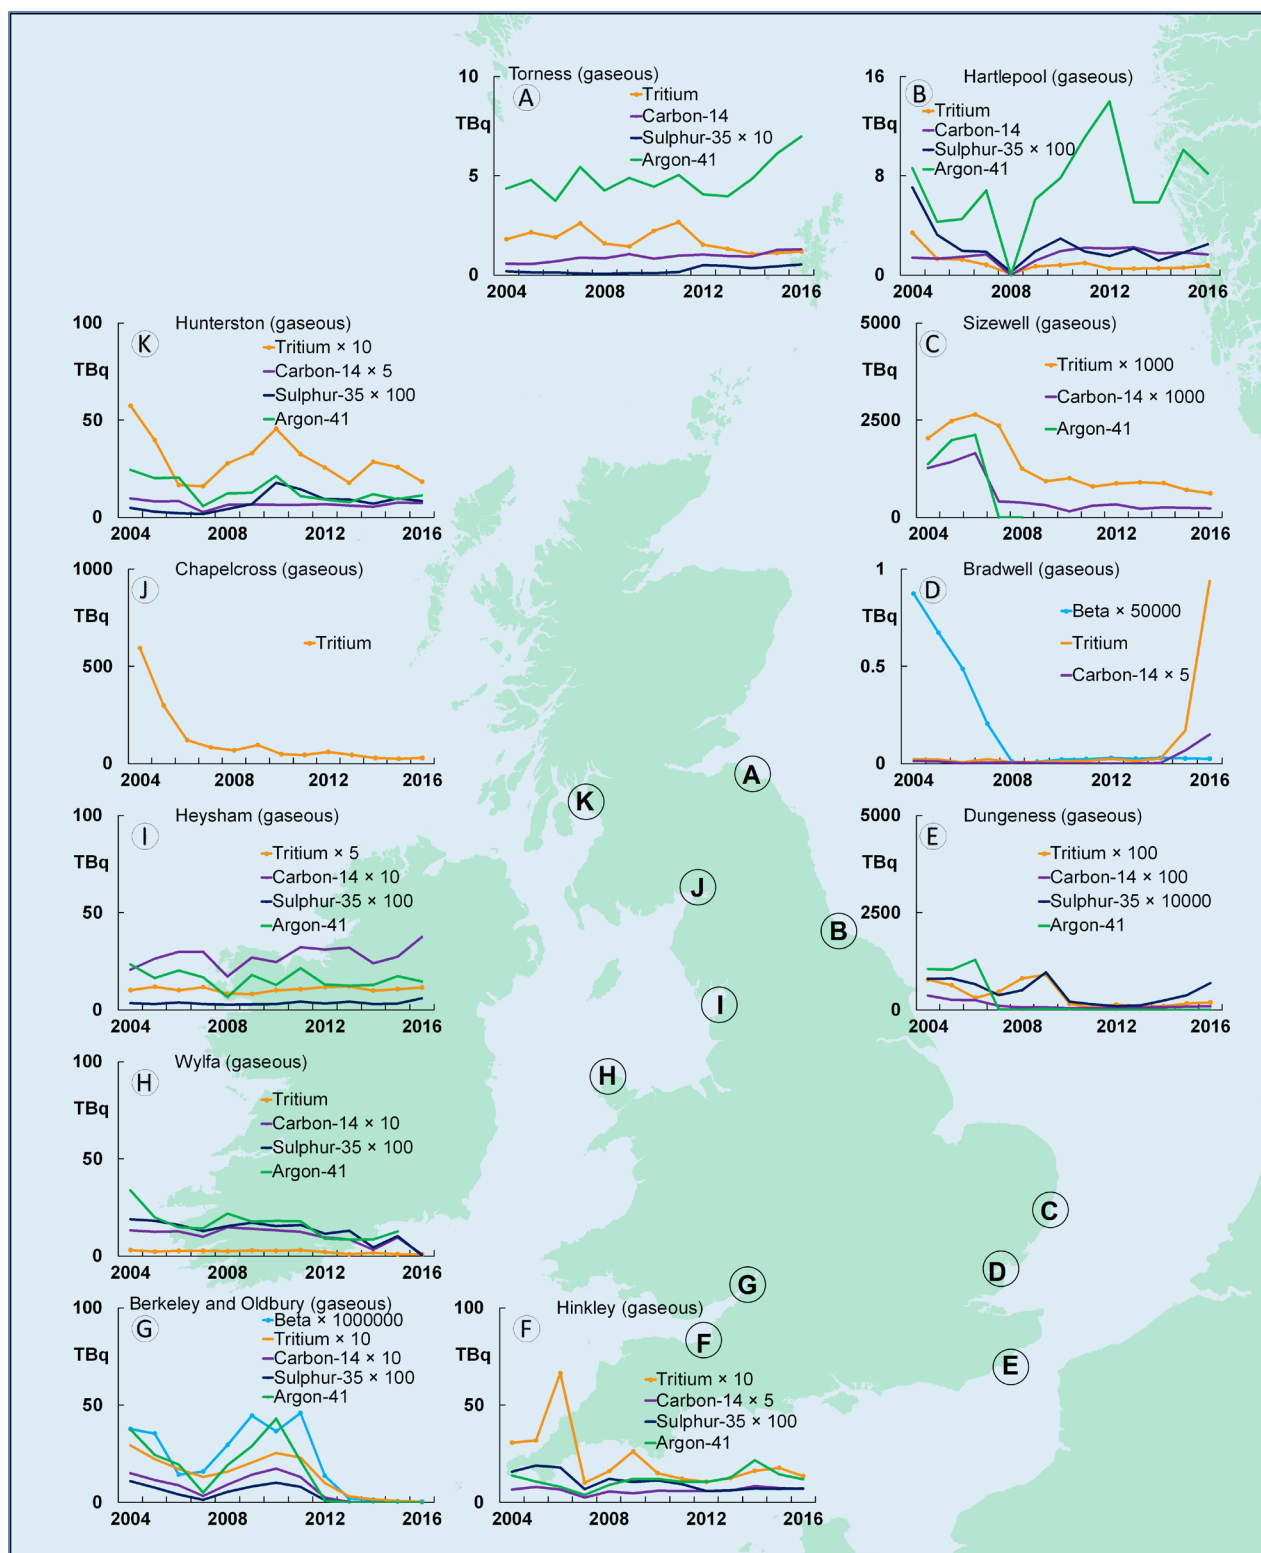 Torness (gaseous)
A
10
TBq
5
0
Tritium
Carbon-14
Sulphur-35 × 10
Argon-41
2004 2008 2012 2016
Hartlepool (gaseous)
B
16
TBq
8
0
Tritium
Carbon-14
Sulphur-35 × 100
Argon-41
2004 2008 2012 2016
Hunterston (gaseous)
K
100
TBq
50
0
Tritium × 10
Carbon-14 × 5
Sulphur-35 × 100
Argon-41
2004 2008 2012 2016
Sizewell (gaseous)
C
5000
TBq
2500
0
Tritium × 1000
Carbon-14 × 1000
Argon-41
2004 2008 2012 2016
Chapelcross (gaseous)
J
1000
TBq
500
0
Tritium
2004 2008 2012 2016
Bradwell (gaseous)
D
1
TBq
0.5
0
Beta × 50000
Tritium
Carbon-14 × 5
2004 2008 2012 2016
Heysham (gaseous)
I
100
TBq
50
0
Tritium × 5
Carbon-14 × 10
Sulphur-35 × 100
Argon-41
2004 2008 2012 2016
Dungeness (gaseous)
E
5000
TBq
2500
0
Tritium × 100
Carbon-14 × 100
Sulphur-35 × 10000
Argon-41
2004 2008 2012 2016
Wylfa (gaseous)
H
100
TBq
50
0
Tritium
Carbon-14 × 10
Sulphur-35 × 100
Argon-41
2004 2008 2012 2016
Berkeley and Oldbury (gaseous)
G
100
TBq
50
0
Beta × 1000000
Tritium × 10
Carbon-14 × 10
Sulphur-35 × 100
Argon-41
2004 2008 2012 2016
Hinkley (gaseous)
F
100
TBq
50
0
Tritium × 10
Carbon-14 × 5
Sulphur-35 × 100
Argon-41
2004 2008 2012 2016
A
K
J
B
I
H
C
D
G
F
E